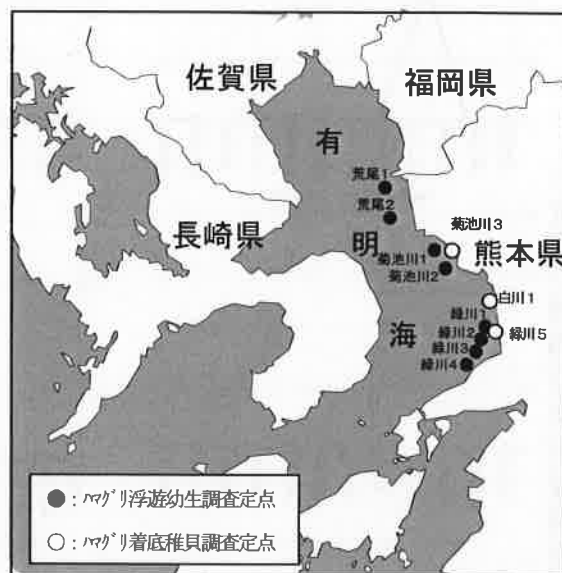 佐賀県
福岡県
有
荒尾1
荒尾2
菊池川3
長崎県
明
菊池川1
熊本県
菊池川2
白川1
海
緑川1
緑川2
緑川5
緑川3
緑川4
●：ﾊﾏｸﾞﾘ浮遊幼生調査定点
○：ﾊﾏｸﾞﾘ着底稚貝調査定点